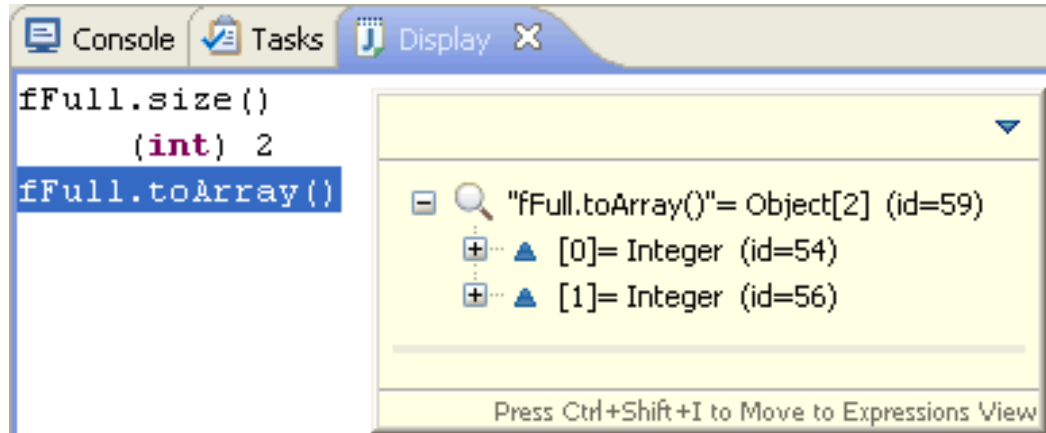 Console Tasks Display
fFull.size()
(int) 2
fFull.toArray()
"fFull.toArray()"= Object[2] (id=59)
[0]= Integer (id=54)
[1]= Integer (id=56)
Press Ctrl+Shift+I to Move to Expressions View